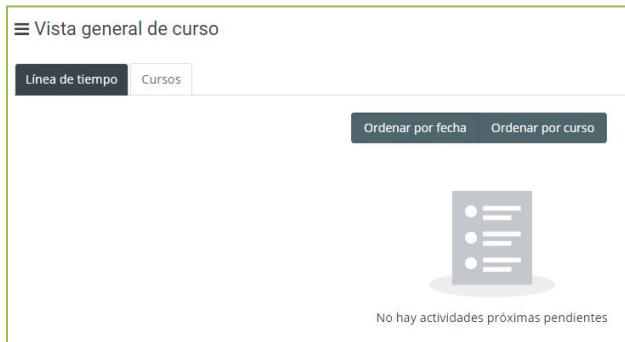 Vista general de curso
Línea de tiempo Cursos
Ordenar por fecha Ordenar por curso
No hay actividades próximas pendientes